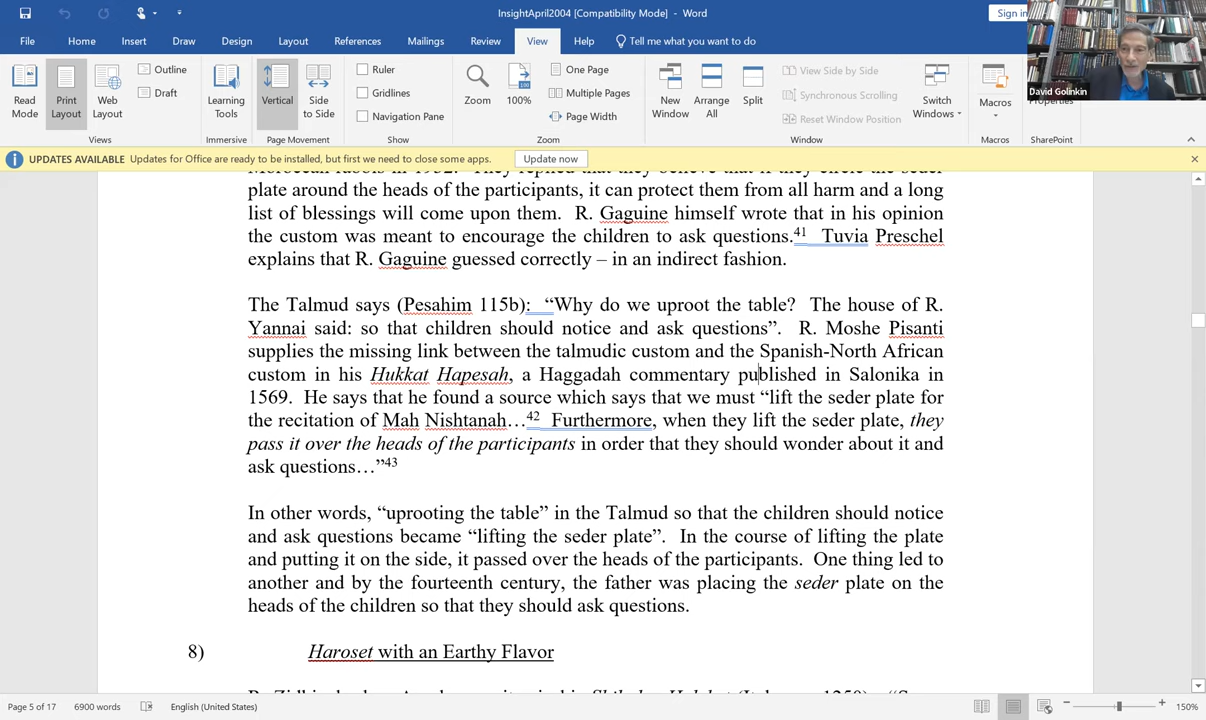 InsightApril2004 [Compatibility Mode] - Word
Sign in
File Home Insert Draw Design Layout References Mailings Review View Help Tell me what you want to do
David Golinkin
Read Mode
Print Layout
Web Layout
Outline
Draft
Views
Learning Tools
Immersive
Vertical
Side to Side
Page Movement
Ruler
Gridlines
Navigation Pane
Show
Zoom
100%
One Page
Multiple Pages
Page Width
Zoom
New Window
Arrange All
Split
View Side by Side
Synchronous Scrolling
Reset Window Position
Switch Windows
Window
Macros
Macros
Properties
SharePoint
UPDATES AVAILABLE Updates for Office are ready to be installed, but first we need to close some apps. Update now
Moroccan rabbis in 1932. They replied that they believe that if they circle the seder
plate around the heads of the participants, it can protect them from all harm and a long
list of blessings will come upon them. R. Gaguine himself wrote that in his opinion
the custom was meant to encourage the children to ask questions.41 Tuvia Preschel
explains that R. Gaguine guessed correctly – in an indirect fashion.
The Talmud says (Pesahim 115b): “Why do we uproot the table? The house of R.
Yannai said: so that children should notice and ask questions”. R. Moshe Pisanti
supplies the missing link between the talmudic custom and the Spanish-North African
custom in his Hukkat Hapesah, a Haggadah commentary published in Salonika in
1569. He says that he found a source which says that we must “lift the seder plate for
the recitation of Mah Nishtanah…42 Furthermore, when they lift the seder plate, they
pass it over the heads of the participants in order that they should wonder about it and
ask questions…”43
In other words, “uprooting the table” in the Talmud so that the children should notice
and ask questions became “lifting the seder plate”. In the course of lifting the plate
and putting it on the side, it passed over the heads of the participants. One thing led to
another and by the fourteenth century, the father was placing the seder plate on the
heads of the children so that they should ask questions.
8) Haroset with an Earthy Flavor
Page 5 of 17 6900 words English (United States) 150%